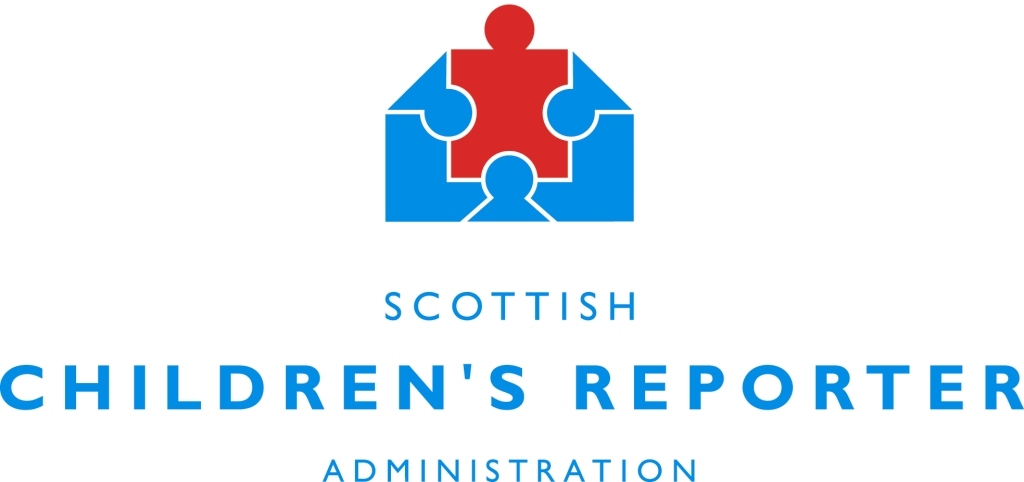 SCOTTISH
CHILDREN'S REPORTER
ADMINISTRATION